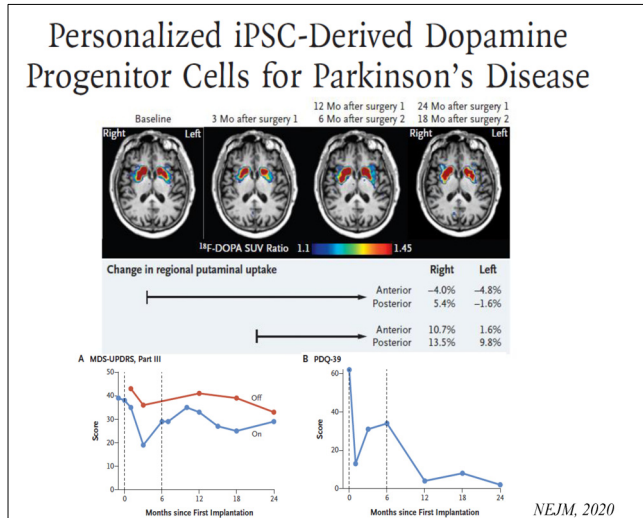 Personalized iPSC-Derived Dopamine
Progenitor Cells for Parkinson's Disease
Baseline
3 Mo after surgery 1
12 Mo after surgery 1
6 Mo after surgery 2
24 Mo after surgery 1
18 Mo after surgery 2
Right Left
Right Left
18F-DOPA SUV Ratio 1.1 1.45
Change in regional putaminal uptake Right Left
Anterior −4.0% −4.8%
Posterior 5.4% −1.6%
Anterior 10.7% 1.6%
Posterior 13.5% 9.8%
A MDS-UPDRS, Part III
50
40
30
20
10
0
Score
Off
On
0 6 12 18 24
Months since First Implantation
B PDQ-39
60
40
20
0
Score
0 6 12 18 24
Months since First Implantation
NEJM, 2020